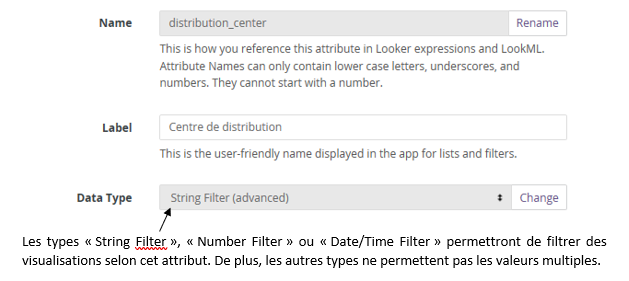 Name
distribution_center
Rename
This is how you reference this attribute in Looker expressions and LookML.
Attribute Names can only contain lower case letters, underscores, and
numbers. They cannot start with a number.
Label
Centre de distribution
This is the user-friendly name displayed in the app for lists and filters.
Data Type
String Filter (advanced)
Change
Les types « String Filter », « Number Filter » ou « Date/Time Filter » permettront de filtrer des
visualisations selon cet attribut. De plus, les autres types ne permettent pas les valeurs multiples.